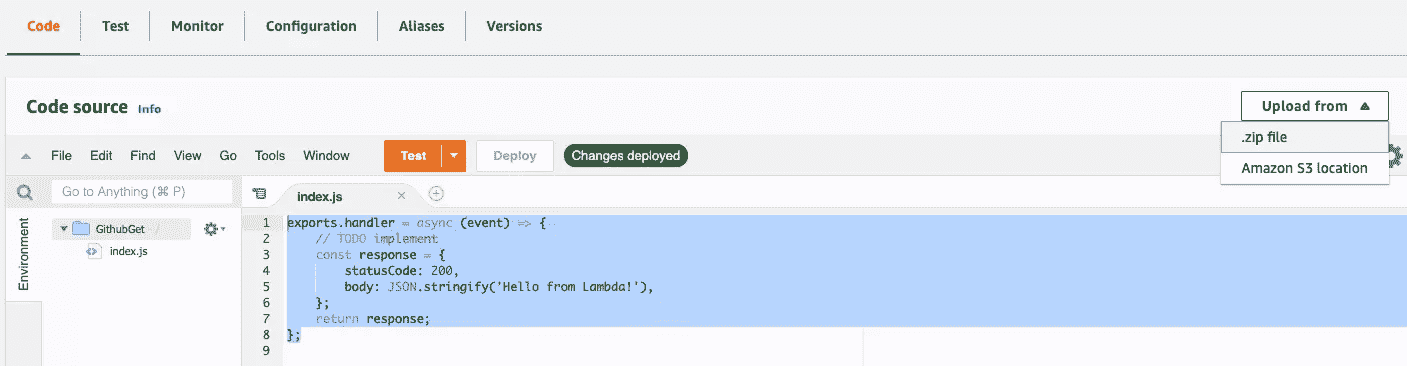 Code Test Monitor Configuration Aliases Versions
Code source Info
Upload from
.zip file
Amazon S3 location
File Edit Find View Go Tools Window Test Deploy Changes deployed
Go to Anything (⌘ P)
index.js
Environment
GithubGet /
index.js
1 exports.handler = async (event) => {
2 // TODO implement
3 const response = {
4 statusCode: 200,
5 body: JSON.stringify('Hello from Lambda!'),
6 };
7 return response;
8 };
9